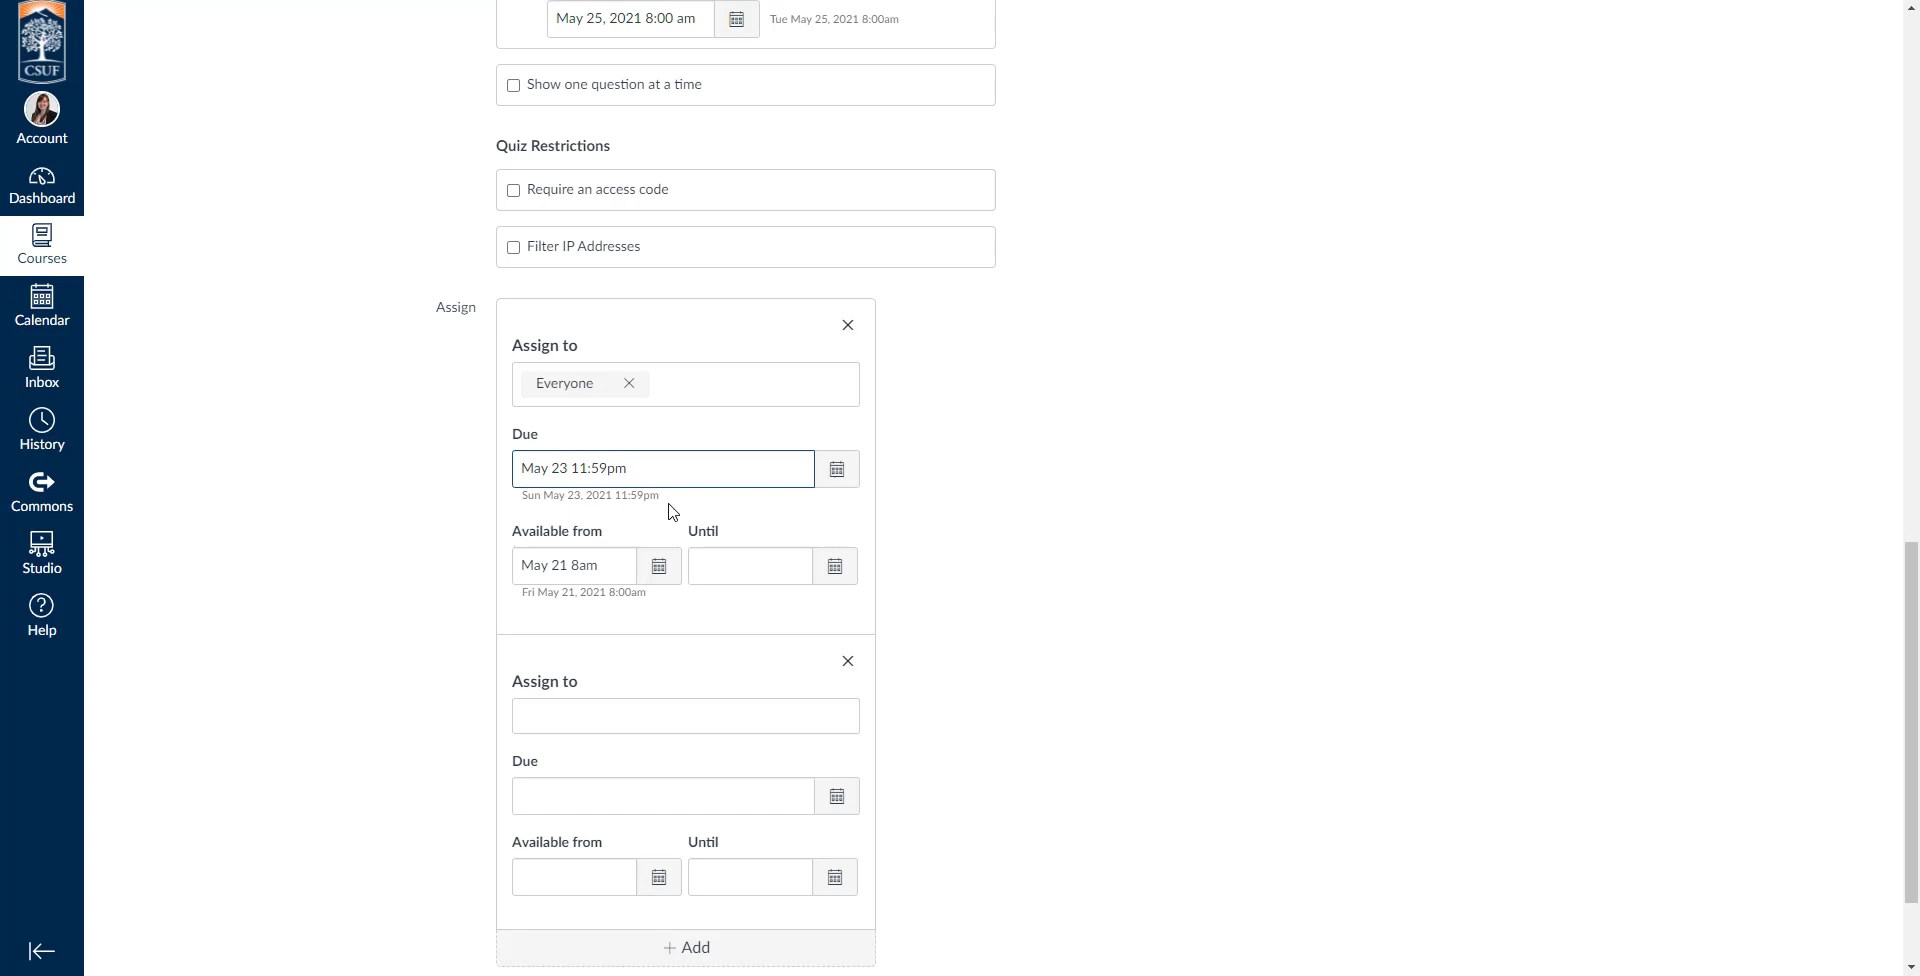 CSUF
Account
Dashboard
Courses
Calendar
Inbox
History
Commons
Studio
Help
May 25, 2021 8:00 am
Tue May 25, 2021 8:00am
Show one question at a time
Quiz Restrictions
Require an access code
Filter IP Addresses
Assign
Assign to
Everyone
Due
May 23 11:59pm
Sun May 23, 2021 11:59pm
Available from Until
May 21 8am
Fri May 21, 2021 8:00am
Assign to
Due
Available from Until
+ Add